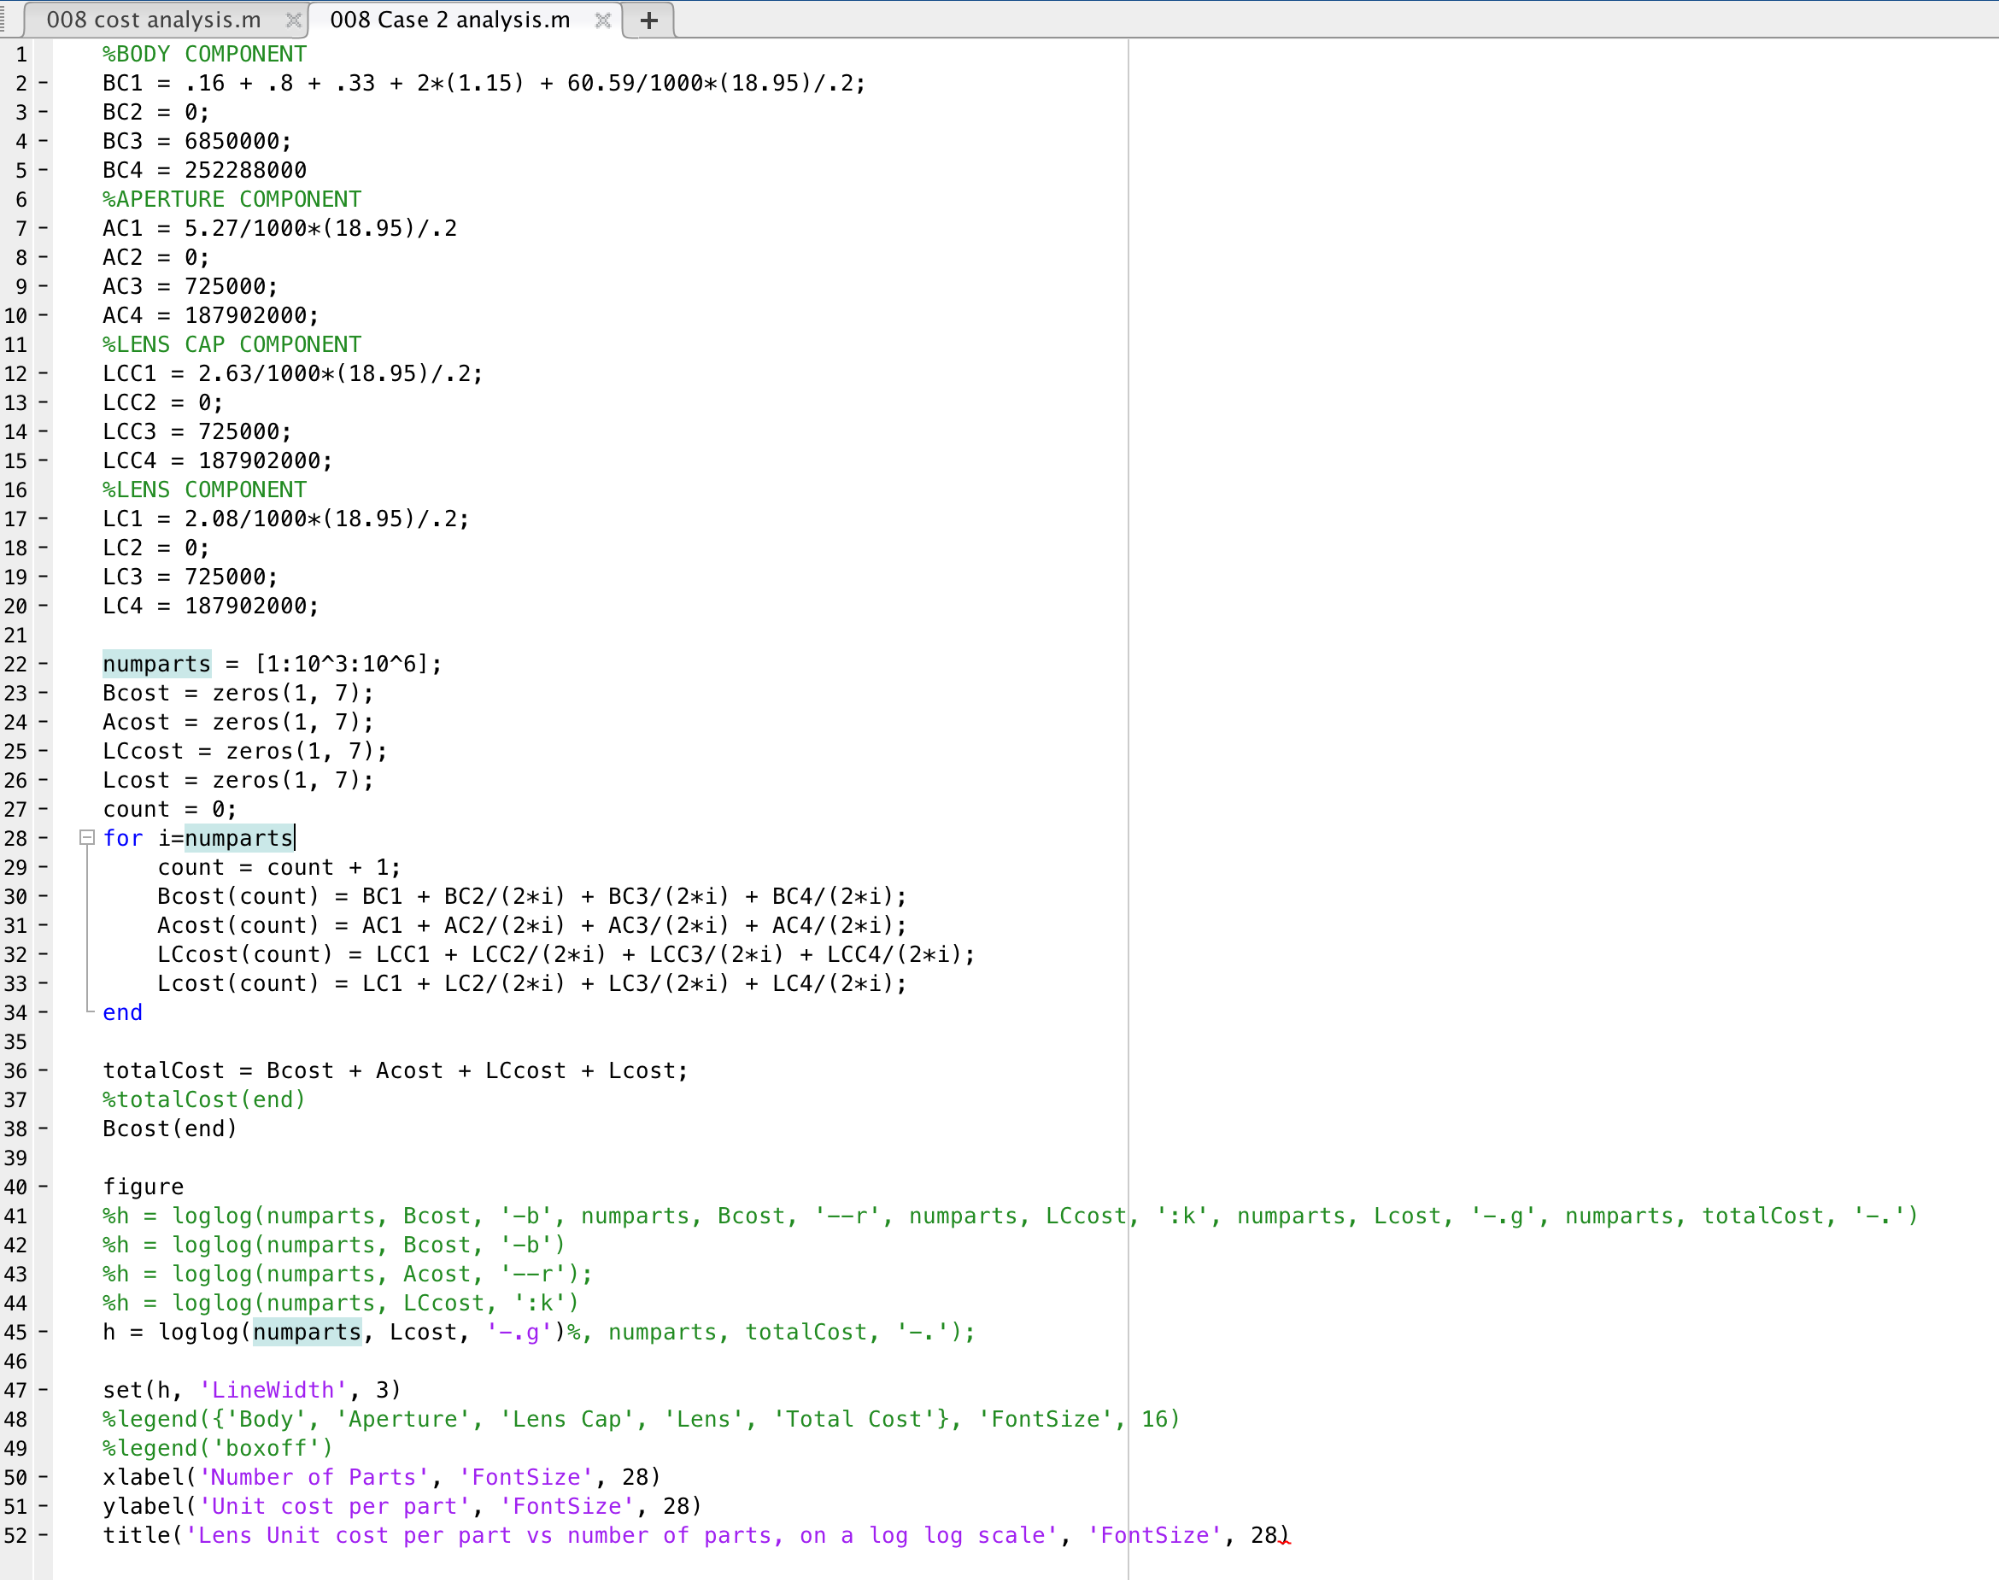 008 cost analysis.m × 008 Case 2 analysis.m × +
1 %BODY COMPONENT
2 - BC1 = .16 + .8 + .33 + 2*(1.15) + 60.59/1000*(18.95)/.2;
3 - BC2 = 0;
4 - BC3 = 6850000;
5 - BC4 = 252288000
6 %APERTURE COMPONENT
7 - AC1 = 5.27/1000*(18.95)/.2
8 - AC2 = 0;
9 - AC3 = 725000;
10 - AC4 = 187902000;
11 %LENS CAP COMPONENT
12 - LCC1 = 2.63/1000*(18.95)/.2;
13 - LCC2 = 0;
14 - LCC3 = 725000;
15 - LCC4 = 187902000;
16 %LENS COMPONENT
17 - LC1 = 2.08/1000*(18.95)/.2;
18 - LC2 = 0;
19 - LC3 = 725000;
20 - LC4 = 187902000;
21
22 - numparts = [1:10^3:10^6];
23 - Bcost = zeros(1, 7);
24 - Acost = zeros(1, 7);
25 - LCcost = zeros(1, 7);
26 - Lcost = zeros(1, 7);
27 - count = 0;
28 - for i=numparts
29 - count = count + 1;
30 - Bcost(count) = BC1 + BC2/(2*i) + BC3/(2*i) + BC4/(2*i);
31 - Acost(count) = AC1 + AC2/(2*i) + AC3/(2*i) + AC4/(2*i);
32 - LCcost(count) = LCC1 + LCC2/(2*i) + LCC3/(2*i) + LCC4/(2*i);
33 - Lcost(count) = LC1 + LC2/(2*i) + LC3/(2*i) + LC4/(2*i);
34 - end
35
36 - totalCost = Bcost + Acost + LCcost + Lcost;
37 %totalCost(end)
38 - Bcost(end)
39
40 - figure
41 %h = loglog(numparts, Bcost, '-b', numparts, Bcost, '--r', numparts, LCcost, ':k', numparts, Lcost, '-.g', numparts, totalCost, '-.')
42 %h = loglog(numparts, Bcost, '-b')
43 %h = loglog(numparts, Acost, '--r');
44 %h = loglog(numparts, LCcost, ':k')
45 - h = loglog(numparts, Lcost, '-.g')%, numparts, totalCost, '-.');
46
47 - set(h, 'LineWidth', 3)
48 %legend({'Body', 'Aperture', 'Lens Cap', 'Lens', 'Total Cost'}, 'FontSize', 16)
49 %legend('boxoff')
50 - xlabel('Number of Parts', 'FontSize', 28)
51 - ylabel('Unit cost per part', 'FontSize', 28)
52 - title('Lens Unit cost per part vs number of parts, on a log log scale', 'FontSize', 28)